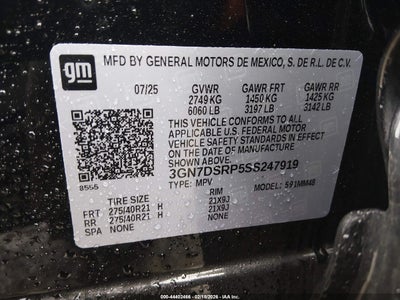 gm
MFD BY GENERAL MOTORS DE MEXICO, S. DE R.L. DE C.V.
07/25 GVWR GAWR FRT GAWR RR
2749 KG 1450 KG 1425 KG
6060 LB 3197 LB 3142 LB
THIS VEHICLE CONFORMS TO ALL APPLICABLE
U.S. FEDERAL MOTOR
VEHICLE SAFETY STANDARDS IN EFFECT ON THE DATE OF MANUFACTURE
SHOWN ABOVE.
3GN7DSRP5SS247919
TYPE: MPV MODEL: 591MM48
8555
TIRE SIZE RIM
FRT 275/40R21 H 21X9J
RR 275/40R21 H 21X9J
SPA NONE NONE
000-44402466 02/18/2026 - © IAA, LLC